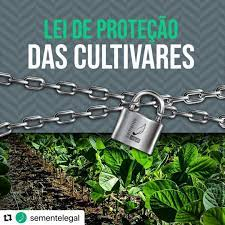 LEI DE PROTEÇÃO
DAS CULTIVARES
sementelegal